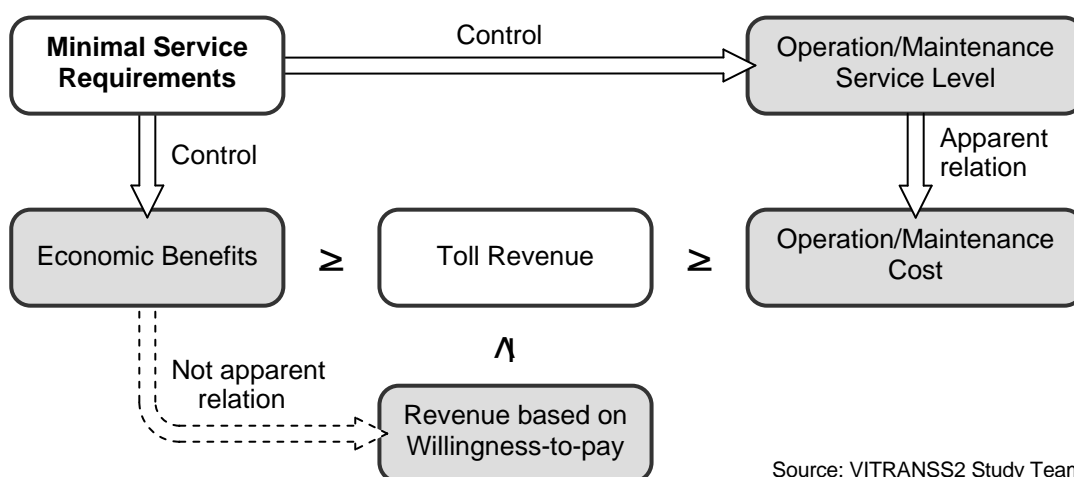 Minimal Service
Requirements
Control
Operation/Maintenance
Service Level
Control
Apparent
relation
Economic Benefits
≥
Toll Revenue
≥
Operation/Maintenance
Cost
Not apparent
relation
Revenue based on
Willingness-to-pay
Source: VITRANSS2 Study Team